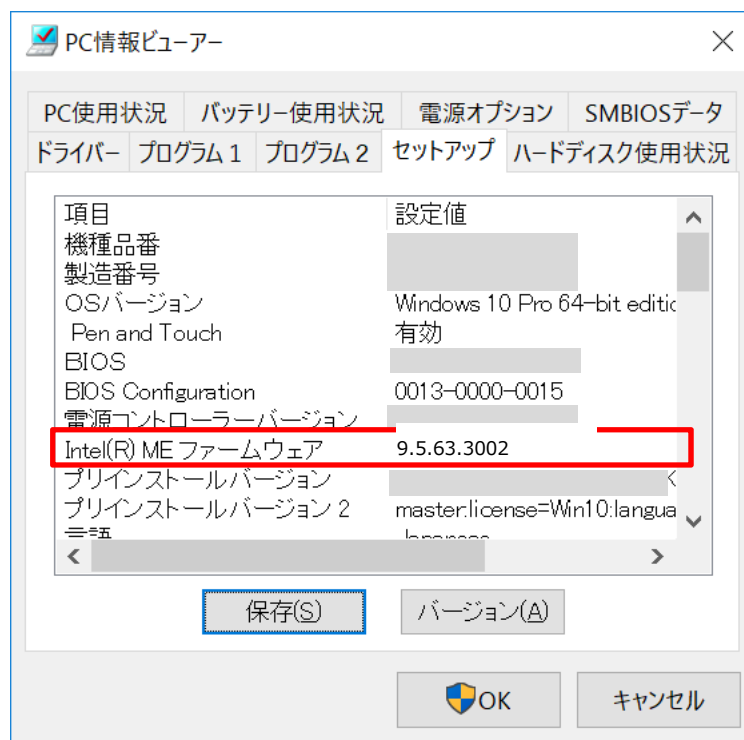 PC情報ビューアー
PC使用状況 バッテリー使用状況 電源オプション SMBIOSデータ
ドライバー プログラム 1 プログラム 2 セットアップ ハードディスク使用状況
項目 設定値
機種品番
製造番号
OSバージョン Windows 10 Pro 64-bit editic
Pen and Touch 有効
BIOS
BIOS Configuration 0013-0000-0015
電源コントローラーバージョン
Intel(R) ME ファームウェア 9.5.63.3002
プリインストールバージョン
プリインストールバージョン 2 master:license=Win10:langua
言語 Japanese
保存(S) バージョン(A)
OK キャンセル